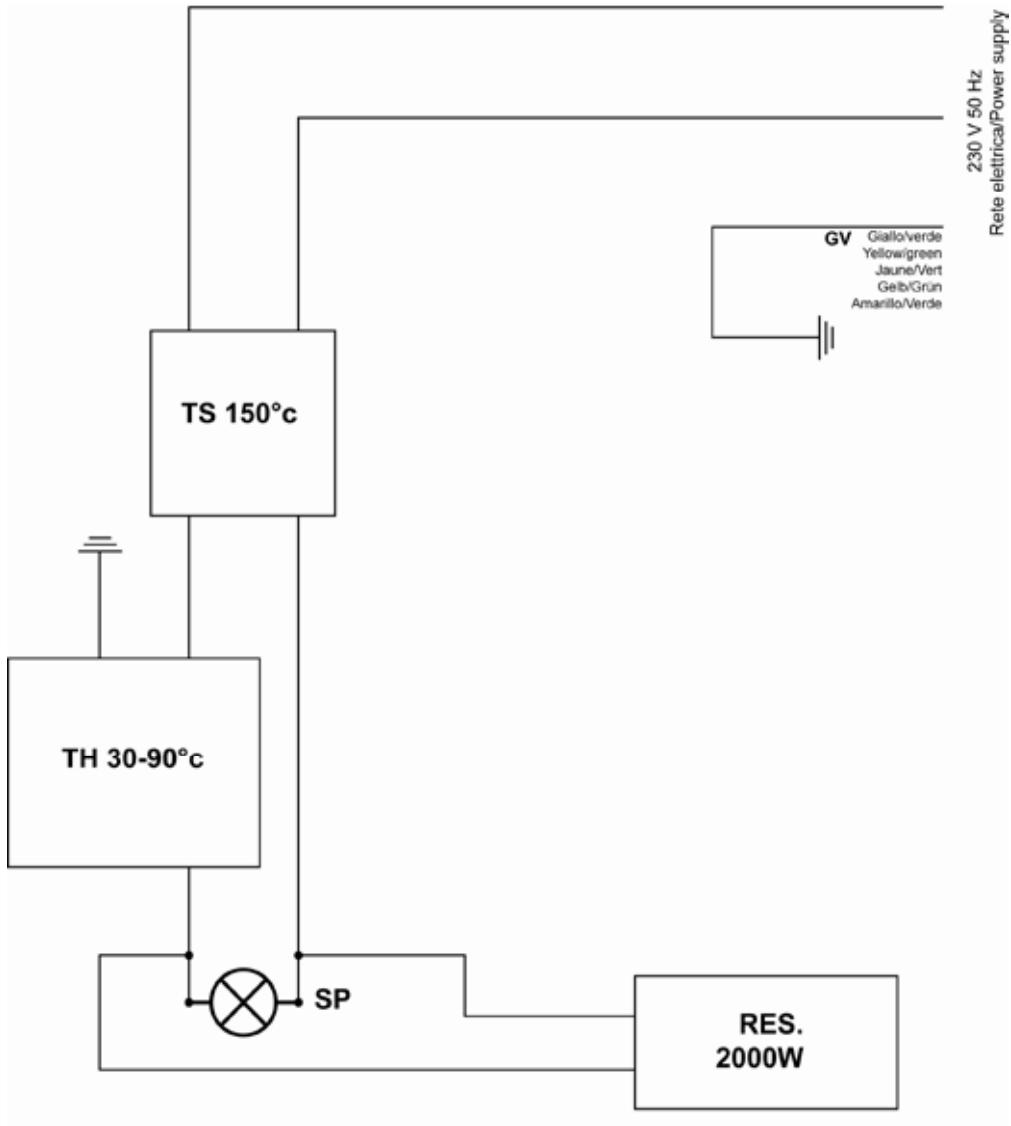 230 V 50 Hz
Rete elettrica/Power supply
GV Giallo/verde
Yellow/green
Jaune/Vert
Gelb/Grün
Amarillo/Verde
TS 150°c
TH 30-90°c
SP
RES.
2000W